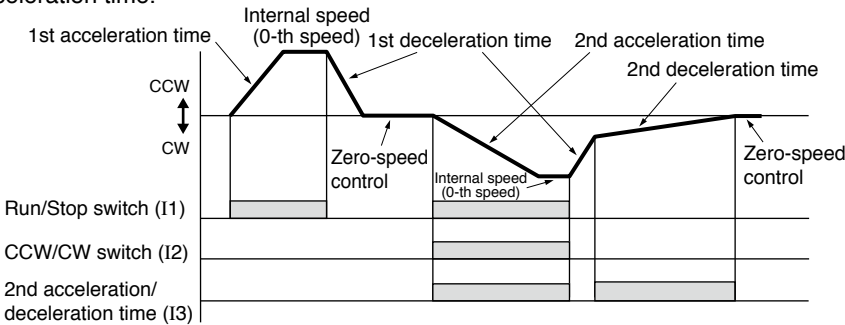 Internal speed
(0-th speed)
1st acceleration time
1st deceleration time
2nd acceleration time
2nd deceleration time
CCW
CW
Zero-speed
control
Internal speed
(0-th speed)
Zero-speed
control
Run/Stop switch (I1)
CCW/CW switch (I2)
2nd acceleration/
deceleration time (I3)